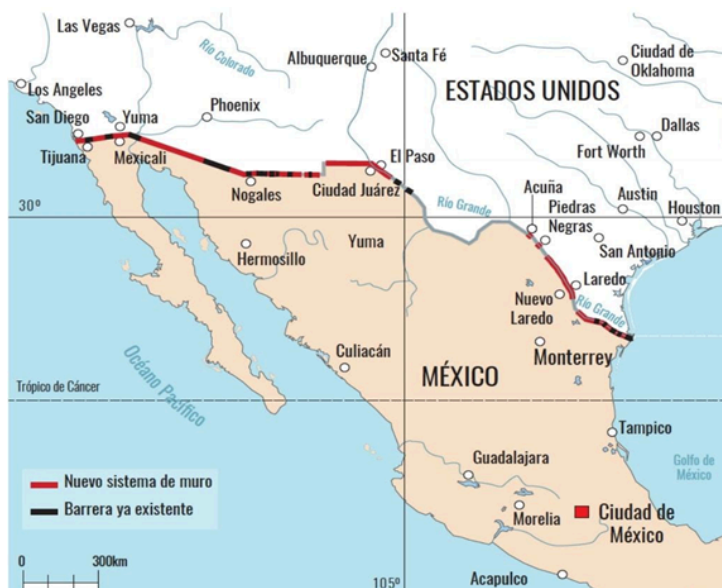 Las Vegas
Río Colorado
Albuquerque
Santa Fé
Ciudad de
Oklahoma
Los Angeles
ESTADOS UNIDOS
San Diego
Yuma
Phoenix
Dallas
Fort Worth
Tijuana
Mexicali
El Paso
Nogales
Ciudad Juárez
Acuña
Austin
Houston
30º
Río Grande
Piedras
Negras
San Antonio
Hermosillo
Yuma
Laredo
Nuevo
Laredo
Río Grande
Océano Pacífico
Culiacán
Monterrey
Trópico de Cáncer
MÉXICO
Tampico
Guadalajara
Golfo de
México
Nuevo sistema de muro
Barrera ya existente
Morelia
Ciudad de
México
0
300km
105º
Acapulco